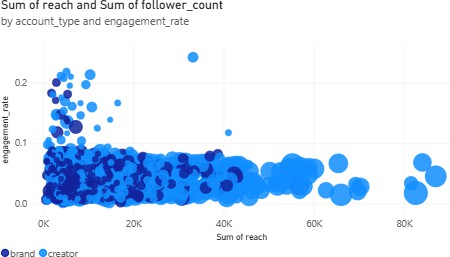 Sum of reach and Sum of follower_count
by account_type and engagement_rate
0.2
0.1
0.0
engagement_rate
0K 20K 40K 60K 80K
Sum of reach
brand creator